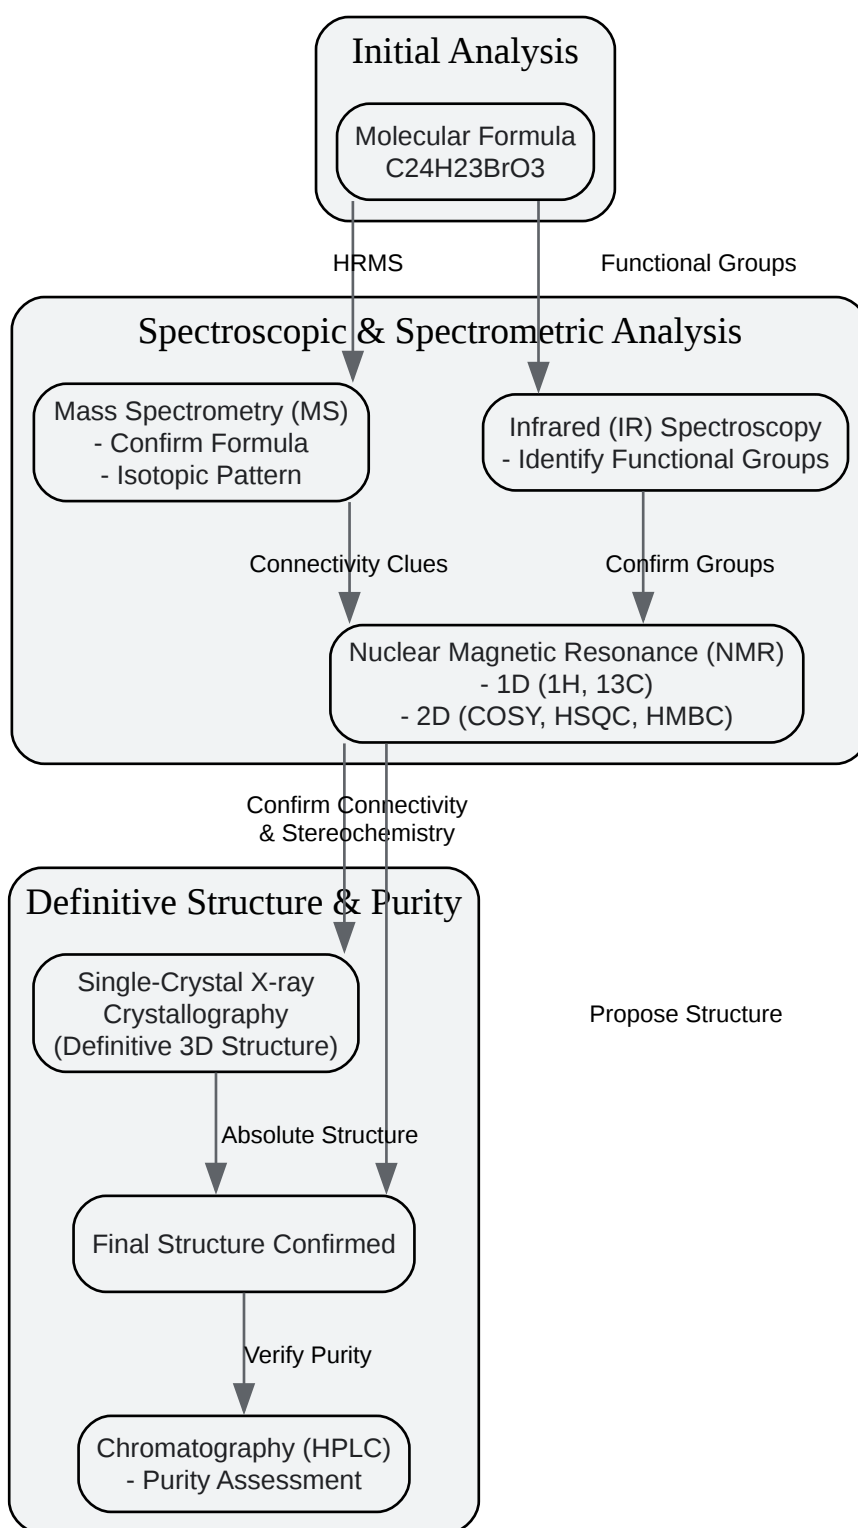 Initial Analysis
Molecular Formula
C24H23BrO3
HRMS
Functional Groups
Spectroscopic & Spectrometric Analysis
Mass Spectrometry (MS)
- Confirm Formula
- Isotopic Pattern
Infrared (IR) Spectroscopy
- Identify Functional Groups
Connectivity Clues
Confirm Groups
Nuclear Magnetic Resonance (NMR)
- 1D (1H, 13C)
- 2D (COSY, HSQC, HMBC)
Confirm Connectivity
& Stereochemistry
Definitive Structure & Purity
Single-Crystal X-ray
Crystallography
(Definitive 3D Structure)
Propose Structure
Absolute Structure
Final Structure Confirmed
Verify Purity
Chromatography (HPLC)
- Purity Assessment